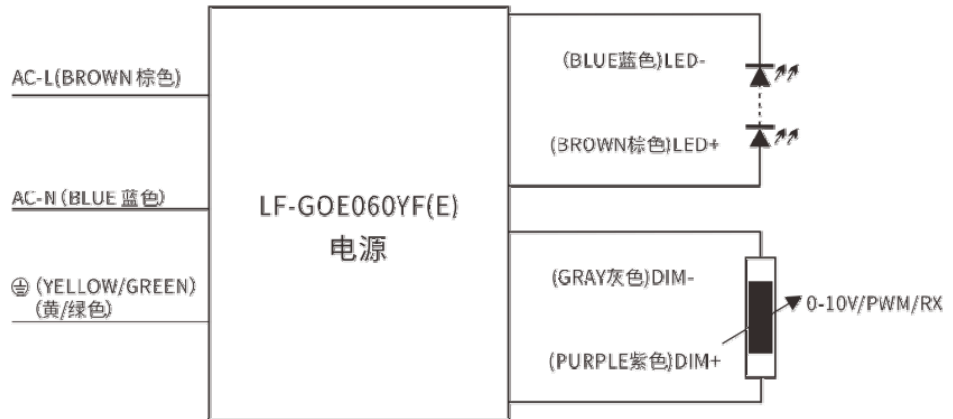 AC-L(BROWN 棕色)
AC-N(BLUE 蓝色)
(YELLOW/GREEN)
(黄/绿色)
LF-GOE060YF(E)
电源
(BLUE蓝色)LED-
(BROWN棕色)LED+
(GRAY灰色)DIM-
(PURPLE紫色)DIM+
0-10V/PWM/RX